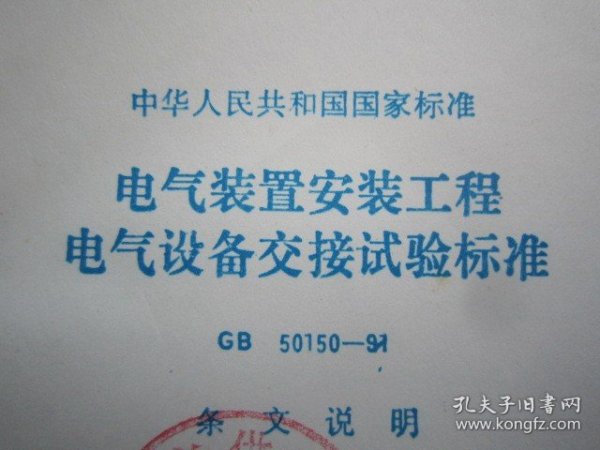 中华人民共和国国家标准
电气装置安装工程
电气设备交接试验标准
GB 50150—91
条文说明
孔夫子旧书网
www.kongfz.com